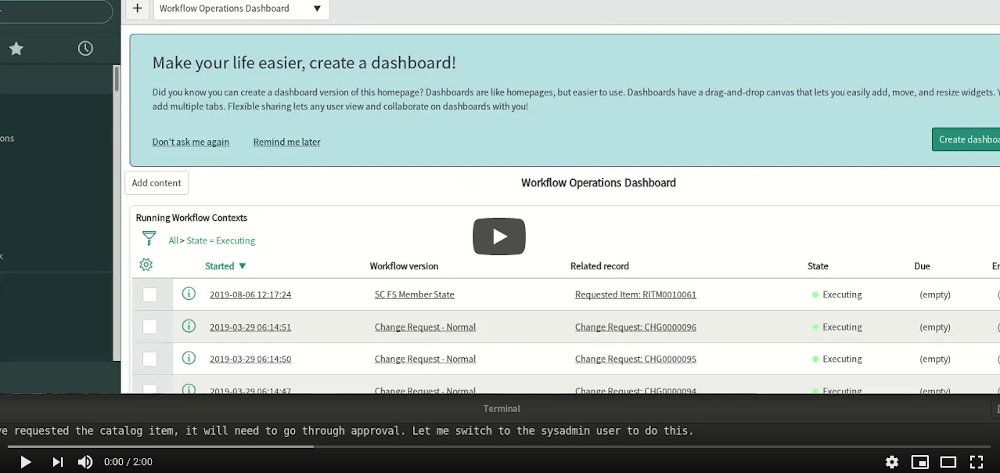 Workflow Operations Dashboard ▼
Make your life easier, create a dashboard!
Did you know you can create a dashboard version of this homepage? Dashboards are like homepages, but easier to use. Dashboards have a drag-and-drop canvas that lets you easily add, move, and resize widgets.
add multiple tabs. Flexible sharing lets any user view and collaborate on dashboards with you!
Don't ask me again Remind me later
Create dashboa
Add content
Workflow Operations Dashboard
Running Workflow Contexts
All > State = Executing
Started ▼ Workflow version Related record State Due
2019-08-06 12:17:24 SC F5 Member State Requested Item: RITM0010061 Executing (empty)
2019-03-29 06:14:51 Change Request - Normal Change Request: CHG0000096 Executing (empty)
2019-03-29 06:14:50 Change Request - Normal Change Request: CHG0000095 Executing (empty)
2019-03-29 06:14:47 Change Request - Normal Change Request: CHG0000094 Executing (empty)
Terminal
ve requested the catalog item, it will need to go through approval. Let me switch to the sysadmin user to do this.
0:00 / 2:00